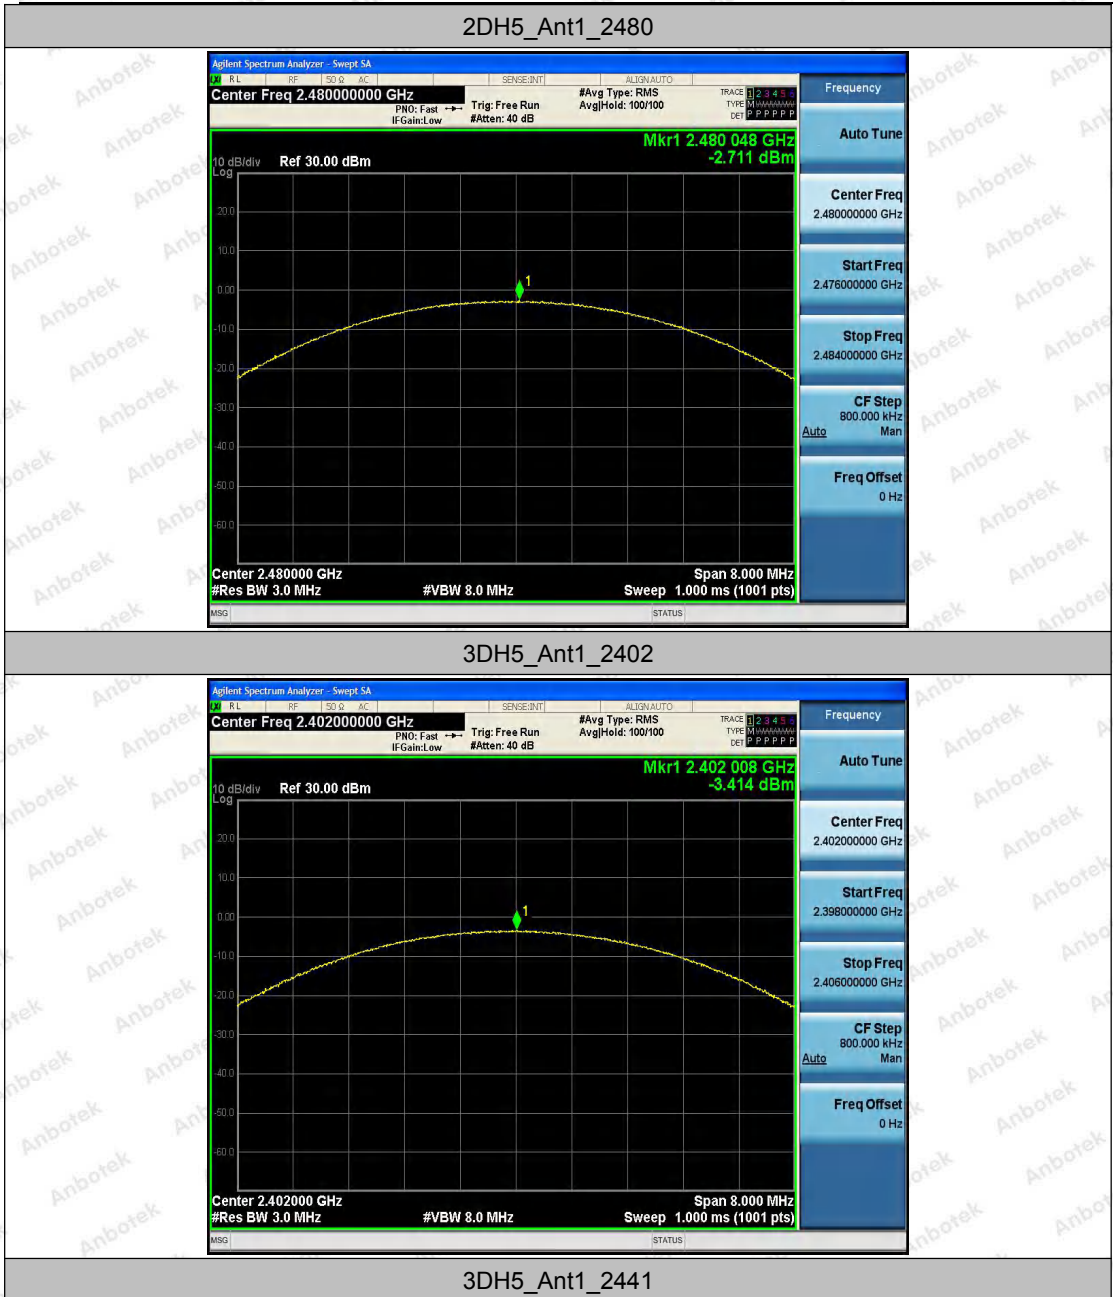 2DH5_Ant1_2480
Agilent Spectrum Analyzer - Swept SA
RL RF 50 Ω AC SENSE:INT ALIGNAUTO
Center Freq 2.480000000 GHz
PNO: Fast
IFGain:Low
Trig: Free Run
#Atten: 40 dB
#Avg Type: RMS
Avg|Hold: 100/100
TRACE 1 2 3 4 5 6
TYPE M
DET P P P P P P
Frequency
Mkr1 2.480 048 GHz
-2.711 dBm
10 dB/div Ref 30.00 dBm
Log
20.0
10.0
0.00
-10.0
-20.0
-30.0
-40.0
-50.0
-60.0
1
Center 2.480000 GHz Span 8.000 MHz
#Res BW 3.0 MHz #VBW 8.0 MHz Sweep 1.000 ms (1001 pts)
MSG STATUS
Auto Tune
Center Freq
2.480000000 GHz
Start Freq
2.476000000 GHz
Stop Freq
2.484000000 GHz
CF Step
800.000 kHz
Auto Man
Freq Offset
0 Hz
3DH5_Ant1_2402
Agilent Spectrum Analyzer - Swept SA
RL RF 50 Ω AC SENSE:INT ALIGNAUTO
Center Freq 2.402000000 GHz
PNO: Fast
IFGain:Low
Trig: Free Run
#Atten: 40 dB
#Avg Type: RMS
Avg|Hold: 100/100
TRACE 1 2 3 4 5 6
TYPE M
DET P P P P P P
Frequency
Mkr1 2.402 008 GHz
-3.414 dBm
10 dB/div Ref 30.00 dBm
Log
20.0
10.0
0.00
-10.0
-20.0
-30.0
-40.0
-50.0
-60.0
1
Center 2.402000 GHz Span 8.000 MHz
#Res BW 3.0 MHz #VBW 8.0 MHz Sweep 1.000 ms (1001 pts)
MSG STATUS
Auto Tune
Center Freq
2.402000000 GHz
Start Freq
2.398000000 GHz
Stop Freq
2.406000000 GHz
CF Step
800.000 kHz
Auto Man
Freq Offset
0 Hz
3DH5_Ant1_2441